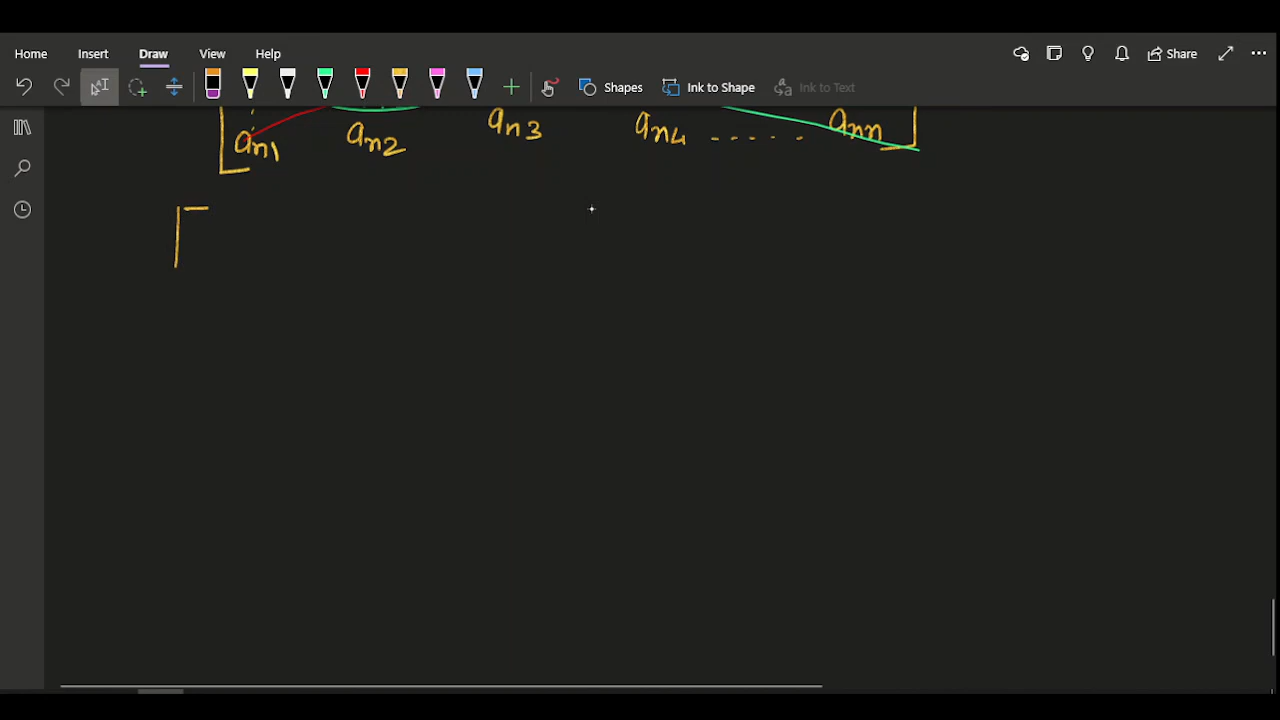 Home Insert Draw View Help Share
Shapes Ink to Shape Ink to Text
an1 an2 an3 an4 ..... ann